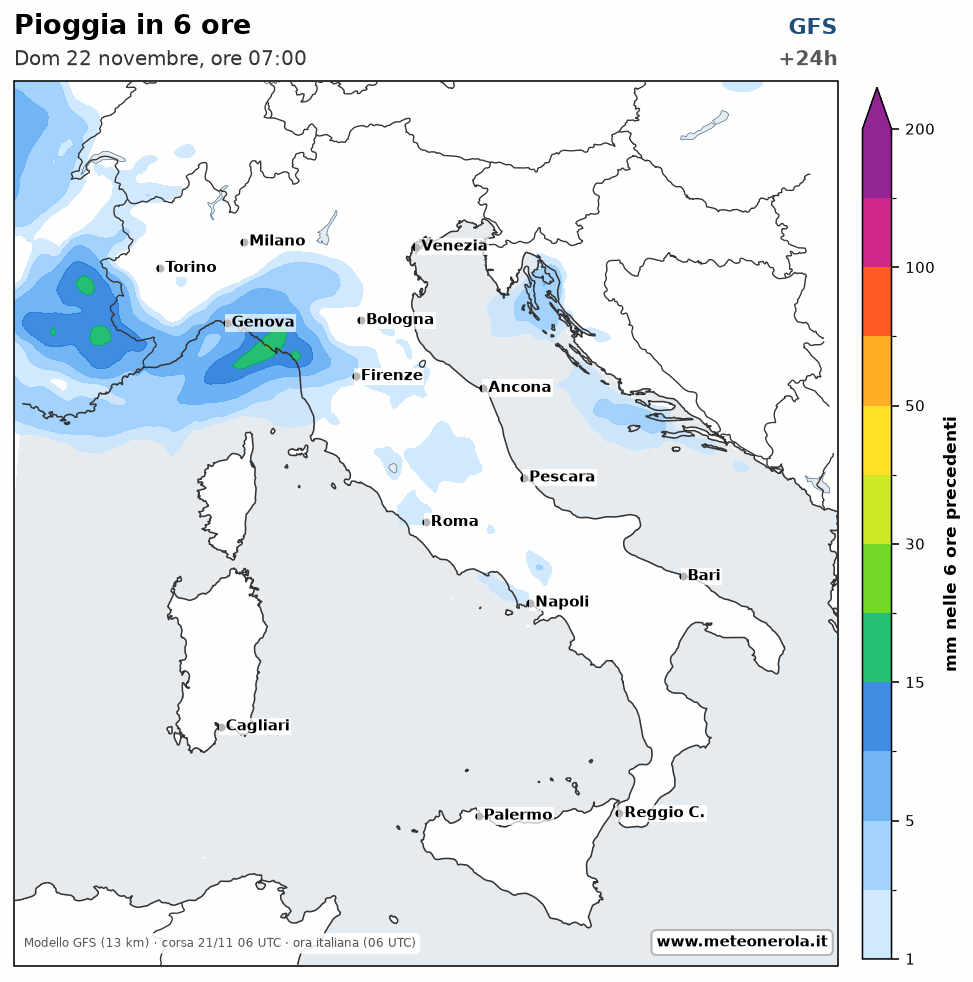 Pioggia in 6 ore
GFS
Dom 22 novembre, ore 07:00
+24h
Milano
Venezia
Torino
Genova
Bologna
Firenze
Ancona
Pescara
Roma
Bari
Napoli
Cagliari
Palermo
Reggio C.
Modello GFS (13 km) · corsa 21/11 06 UTC · ora italiana (06 UTC)
www.meteonerola.it
200
100
50
30
15
5
1
mm nelle 6 ore precedenti